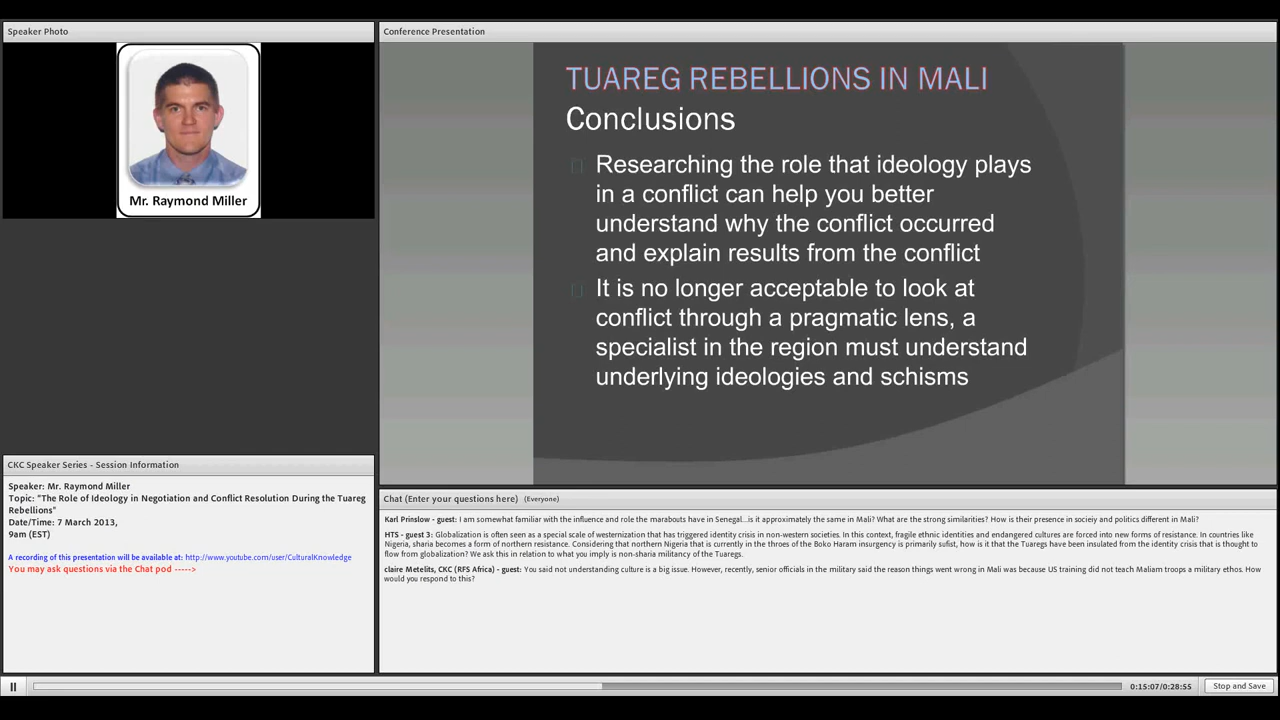 Speaker Photo
Mr. Raymond Miller
Conference Presentation
TUAREG REBELLIONS IN MALI
Conclusions
Researching the role that ideology plays
in a conflict can help you better
understand why the conflict occurred
and explain results from the conflict
It is no longer acceptable to look at
conflict through a pragmatic lens, a
specialist in the region must understand
underlying ideologies and schisms
CKC Speaker Series - Session Information
Speaker: Mr. Raymond Miller
Topic: "The Role of Ideology in Negotiation and Conflict Resolution During the Tuareg
Rebellions"
Date/Time: 7 March 2013,
9am (EST)
A recording of this presentation will be available at: http://www.youtube.com/user/CulturalKnowledge
You may ask questions via the Chat pod ----->
Chat (Enter your questions here) (Everyone)
Karl Prinslow - guest: I am somewhat familiar with the influence and role the marabouts have in Senegal...is it approximately the same in Mali? What are the strong similarities? How is their presence in socieiy and politics different in Mali?
HTS - guest 3: Globalization is often seen as a special scale of westernization that has triggered identity crisis in non-western societies. In this context, fragile ethnic identities and endangered cultures are forced into new forms of resistance. In countries like
Nigeria, sharia becomes a form of northern resistance. Considering that northern Nigeria that is currently in the throes of the Boko Haram insurgency is primarily sufist, how is it that the Tuaregs have been insulated from the identity crisis that is thought to
flow from globalization? We ask this in relation to what you imply is non-sharia militancy of the Tuaregs.
claire Metelits, CKC (RFS Africa) - guest: You said not understanding culture is a big issue. However, recently, senior officials in the military said the reason things went wrong in Mali was because US training did not teach Maliam troops a military ethos. How
would you respond to this?
0:15:07/0:28:55
Stop and Save